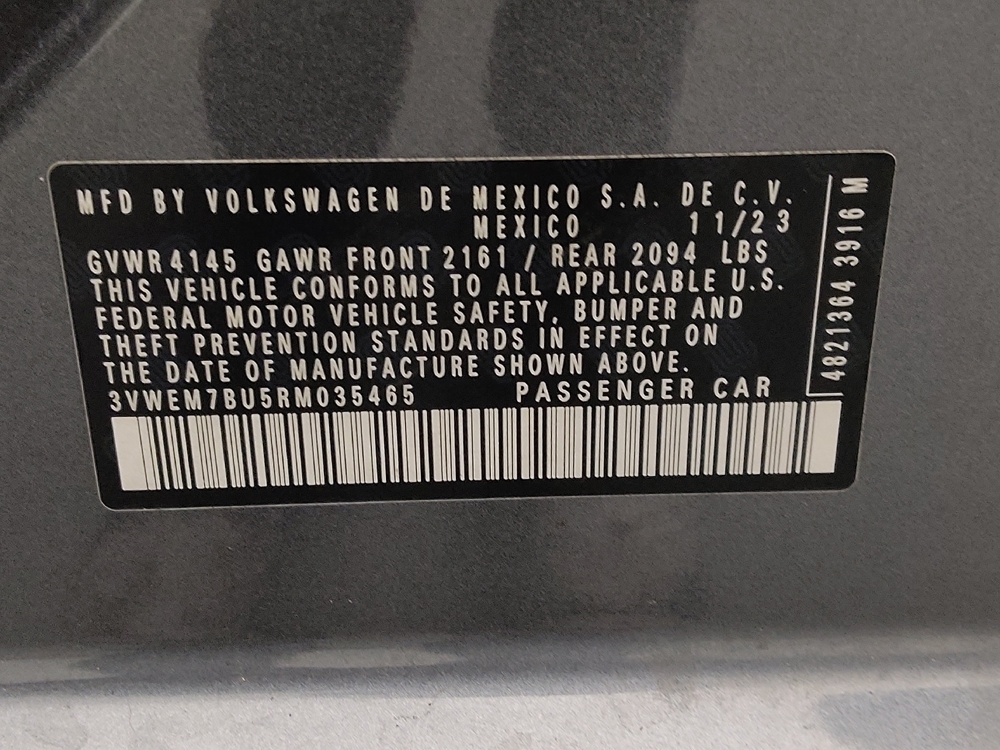 MFD BY VOLKSWAGEN DE MEXICO S.A. DE C.V.
MEXICO 11/23
GVWR 4145 GAWR FRONT 2161 / REAR 2094 LBS
THIS VEHICLE CONFORMS TO ALL APPLICABLE U.S.
FEDERAL MOTOR VEHICLE SAFETY, BUMPER AND
THEFT PREVENTION STANDARDS IN EFFECT ON
THE DATE OF MANUFACTURE SHOWN ABOVE.
3VWEM7BU5RM035465 PASSENGER CAR
4821364 3916 M